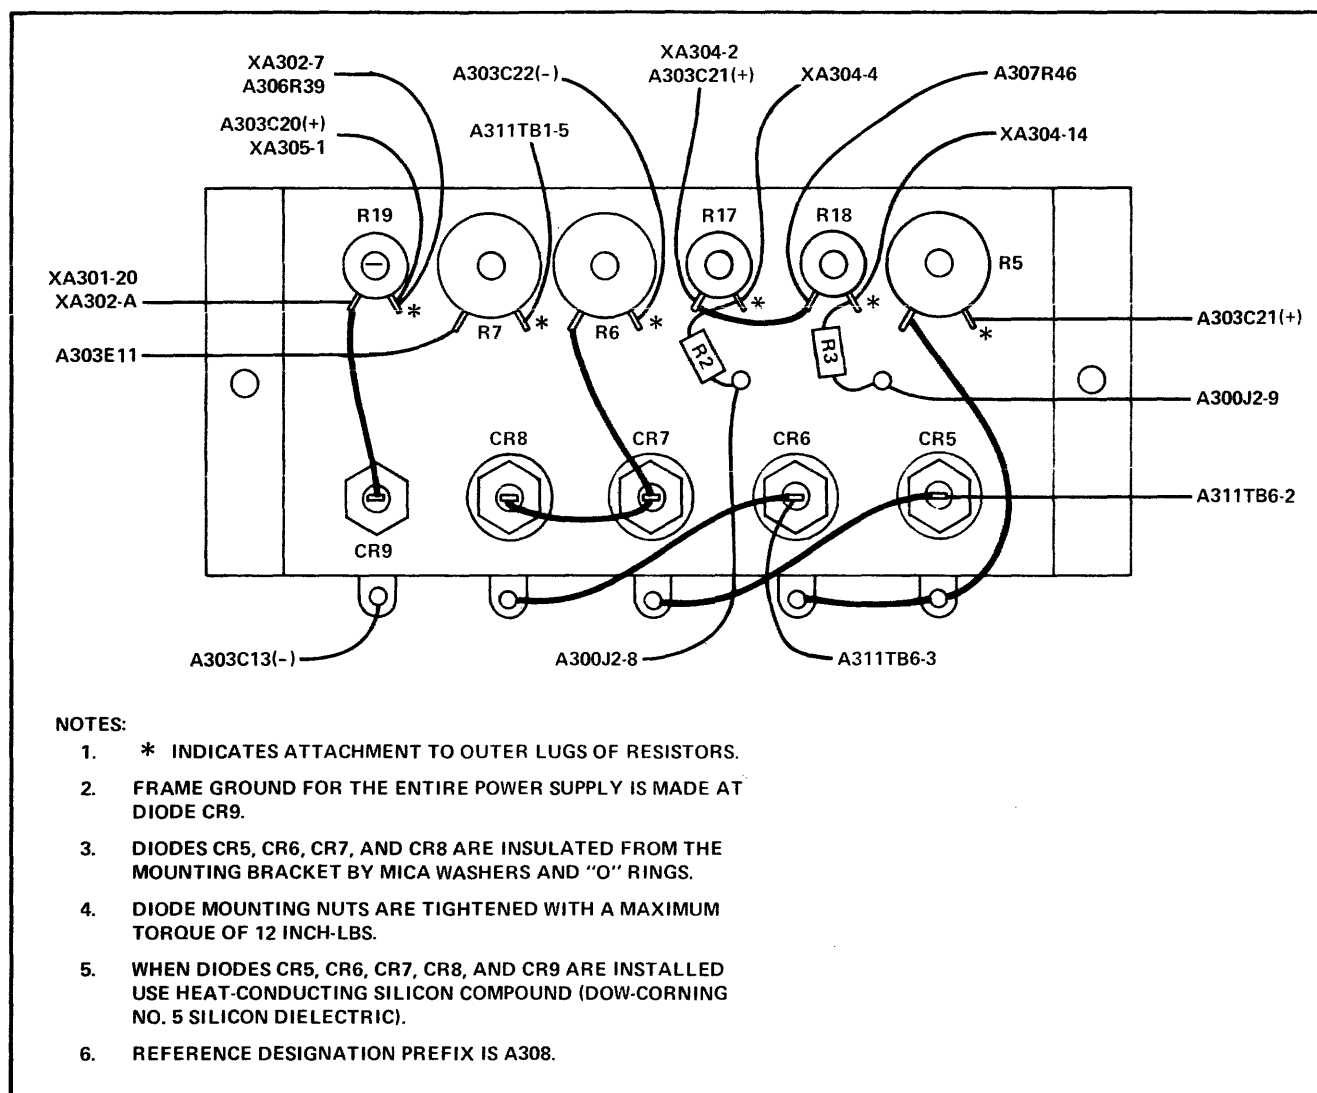 XA302-7
A306R39
A303C20(+)
XA305-1
A303C22(-)
A311TB1-5
XA304-2
A303C21(+)
XA304-4
A307R46
XA304-14
R19
R17
R18
R5
XA301-20
XA302-A
*
R7
*
R6
*
*
*
*
A303C21(+)
A303E11
R2
R3
A300J2-9
CR8
CR7
CR6
CR5
A311TB6-2
CR9
A303C13(-)
A300J2-8
A311TB6-3
NOTES:
1. * INDICATES ATTACHMENT TO OUTER LUGS OF RESISTORS.
2. FRAME GROUND FOR THE ENTIRE POWER SUPPLY IS MADE AT
DIODE CR9.
3. DIODES CR5, CR6, CR7, AND CR8 ARE INSULATED FROM THE
MOUNTING BRACKET BY MICA WASHERS AND "O" RINGS.
4. DIODE MOUNTING NUTS ARE TIGHTENED WITH A MAXIMUM
TORQUE OF 12 INCH-LBS.
5. WHEN DIODES CR5, CR6, CR7, CR8, AND CR9 ARE INSTALLED
USE HEAT-CONDUCTING SILICON COMPOUND (DOW-CORNING
NO. 5 SILICON DIELECTRIC).
6. REFERENCE DESIGNATION PREFIX IS A308.